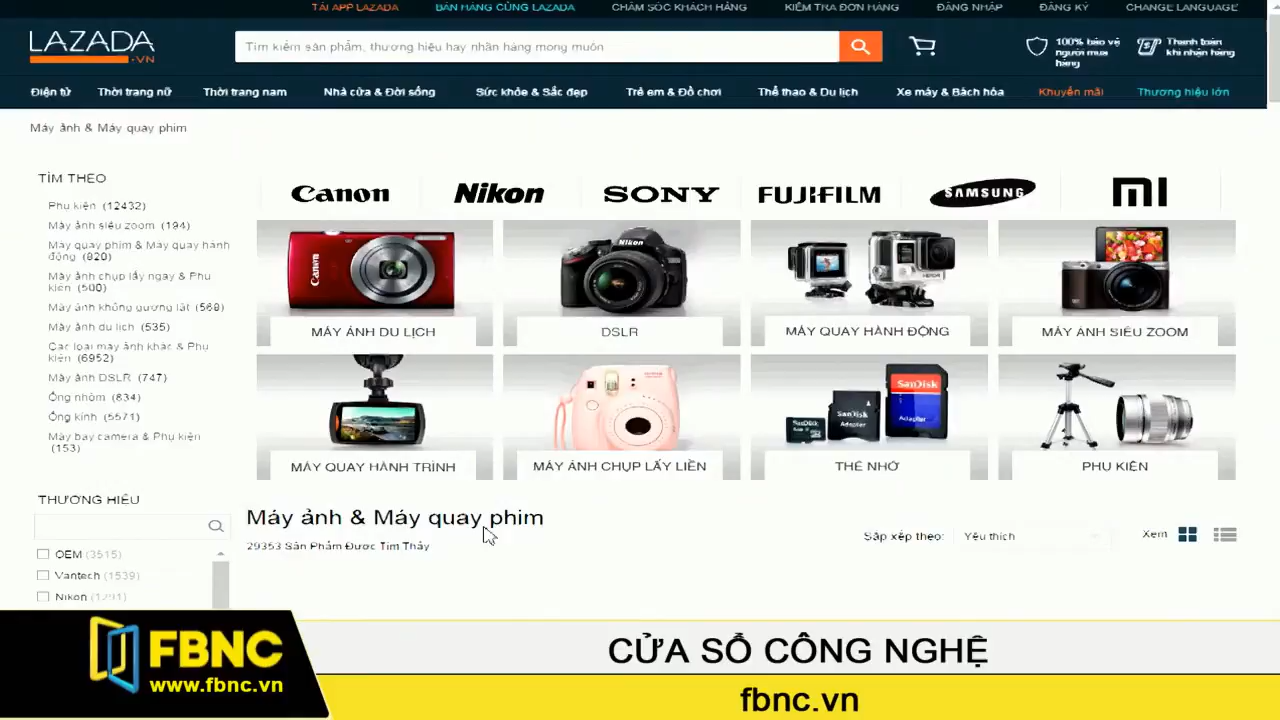 TẢI APP LAZADA BÁN HÀNG CÙNG LAZADA CHĂM SÓC KHÁCH HÀNG KIỂM TRA ĐƠN HÀNG ĐĂNG NHẬP ĐĂNG KÝ CHANGE LANGUAGE
LAZADA
.VN
Tìm kiếm sản phẩm, thương hiệu hay nhãn hàng mong muốn
100% bảo vệ
người mua
hàng
Thanh toán
khi nhận hàng
Điện tử Thời trang nữ Thời trang nam Nhà cửa & Đời sống Sức khỏe & Sắc đẹp Trẻ em & Đồ chơi Thể thao & Du lịch Xe máy & Bách hóa Khuyến mãi Thương hiệu lớn
Máy ảnh & Máy quay phim
TÌM THEO
Phụ kiện (12432)
Máy ảnh siêu zoom (194)
Máy quay phim & Máy quay hành
động (820)
Máy ảnh chụp lấy ngay & Phụ
kiện (500)
Máy ảnh không gương lật (568)
Máy ảnh du lịch (535)
Các loại máy ảnh khác & Phụ
kiện (6952)
Máy ảnh DSLR (747)
Ống nhòm (834)
Ống kính (5571)
Máy bay camera & Phụ kiện
(153)
Canon Nikon SONY FUJIFILM SAMSUNG MI
Canon
Nikon
HERO
MÁY ẢNH DU LỊCH DSLR MÁY QUAY HÀNH ĐỘNG MÁY ẢNH SIÊU ZOOM
SanDisk
SanDisk
Adapter
SanDisk
Adapter
MÁY QUAY HÀNH TRÌNH MÁY ẢNH CHỤP LẤY LIỀN THẺ NHỚ PHỤ KIỆN
THƯƠNG HIỆU
OEM (3515)
Vantech (1539)
Nikon (1291)
Máy ảnh & Máy quay phim
29353 Sản Phẩm Được Tìm Thấy
Sắp xếp theo: Yêu thích Xem
FBNC
www.fbnc.vn
CỬA SỔ CÔNG NGHỆ
fbnc.vn